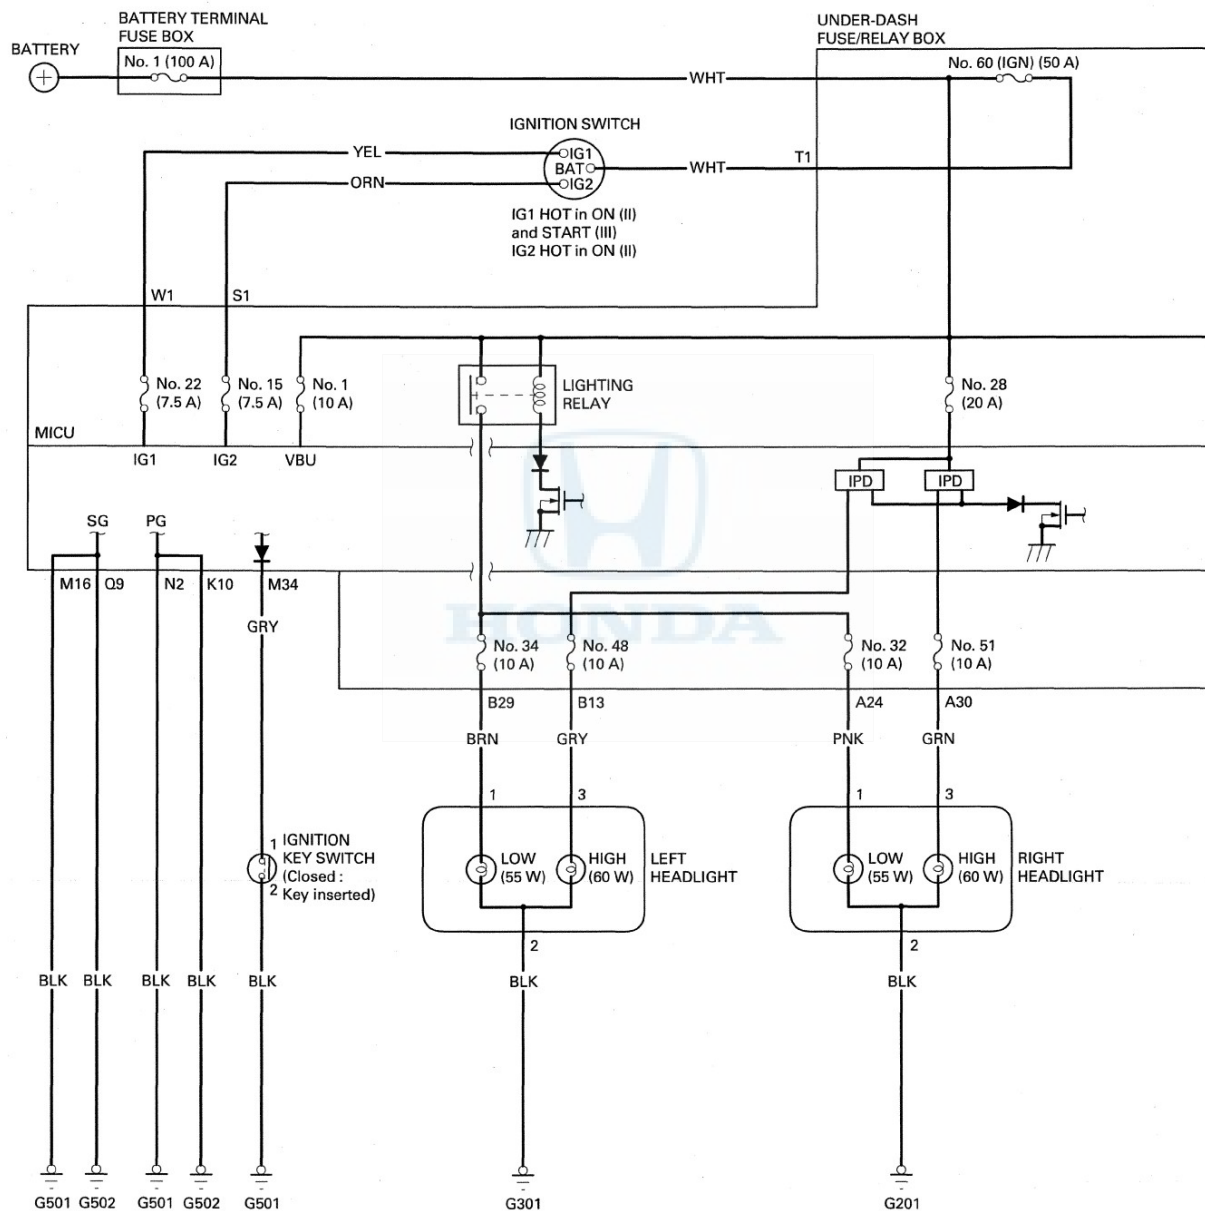 BATTERY TERMINAL
FUSE BOX
UNDER-DASH
FUSE/RELAY BOX
BATTERY
No. 1 (100 A)
No. 60 (IGN) (50 A)
WHT
IGNITION SWITCH
YEL
IG1
T1
BAT
WHT
ORN
IG2
IG1 HOT in ON (II)
and START (III)
IG2 HOT in ON (II)
W1
S1
No. 22
(7.5 A)
No. 15
(7.5 A)
No. 1
(10 A)
LIGHTING
RELAY
No. 28
(20 A)
MICU
IG1
IG2
VBU
IPD
IPD
SG
PG
M16
Q9
N2
K10
M34
GRY
HONDA
No. 34
(10 A)
No. 48
(10 A)
No. 32
(10 A)
No. 51
(10 A)
B29
B13
A24
A30
BRN
GRY
PNK
GRN
1
3
1
3
1
IGNITION
KEY SWITCH
(Closed :
Key inserted)
2
LOW
(55 W)
HIGH
(60 W)
LEFT
HEADLIGHT
LOW
(55 W)
HIGH
(60 W)
RIGHT
HEADLIGHT
2
2
BLK
BLK
BLK
BLK
BLK
BLK
BLK
G501
G502
G501
G502
G501
G301
G201